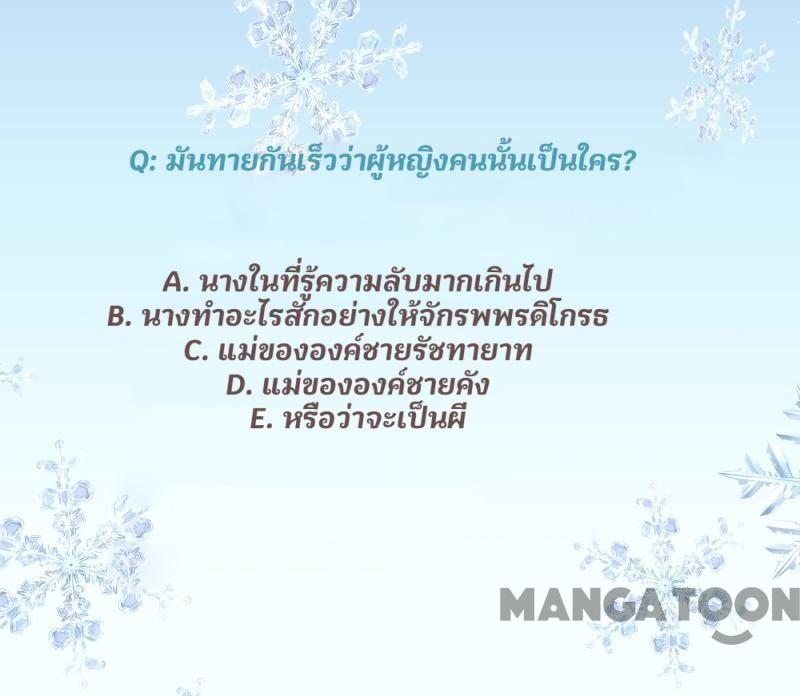 Q: มันทายกันเร็วว่าผู้หญิงคนนั้นเป็นใคร?
A. นางในที่รู้ความลับมากเกินไป
B. นางทำอะไรสักอย่างให้จักรพพรดิโกรธ
C. แม่ขององค์ชายรัชทายาท
D. แม่ขององค์ชายคัง
E. หรือว่าจะเป็นผี
MANGATOON